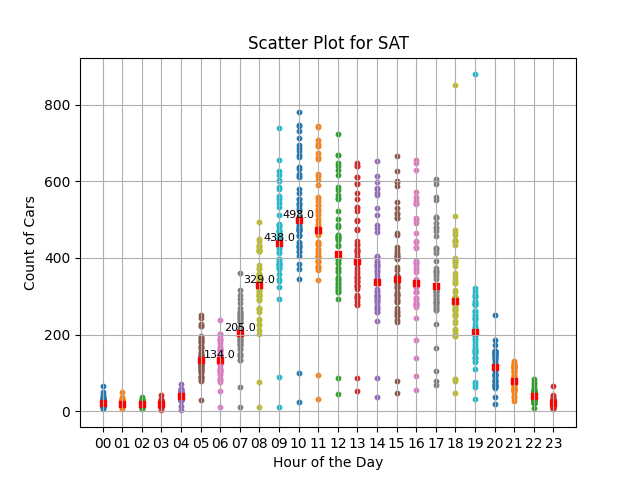 Scatter Plot for SAT
Count of Cars
800
600
400
200
0
498.0
438.0
329.0
205.0
134.0
00 01 02 03 04 05 06 07 08 09 10 11 12 13 14 15 16 17 18 19 20 21 22 23
Hour of the Day